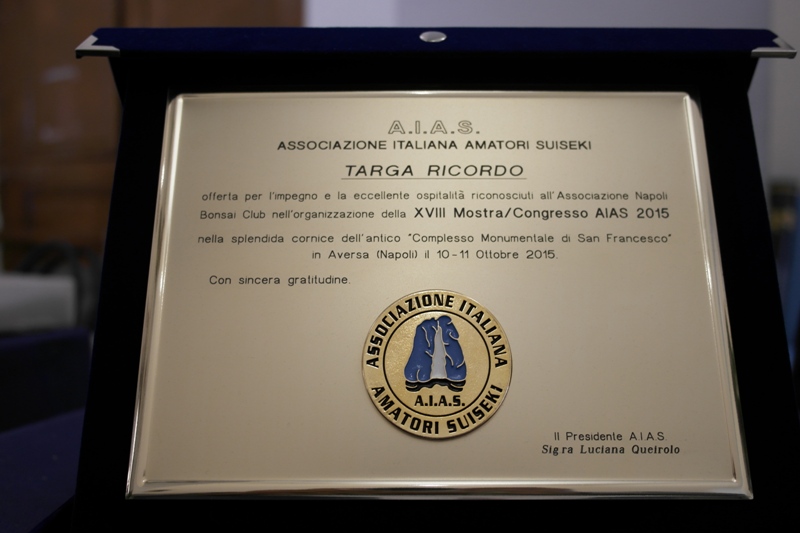 A.I.A.S.
ASSOCIAZIONE ITALIANA AMATORI SUISEKI
TARGA RICORDO
offerta per l'impegno e la eccellente ospitalità riconosciuti all'Associazione Napoli
Bonsai Club nell'organizzazione della XVIII Mostra/Congresso AIAS 2015
nella splendida cornice dell'antico "Complesso Monumentale di San Francesco"
in Aversa (Napoli) il 10-11 Ottobre 2015.
Con sincera gratitudine.
ASSOCIAZIONE ITALIANA
A.I.A.S.
AMATORI SUISEKI
Il Presidente A.I.A.S.
Sig ra Luciana Queirolo